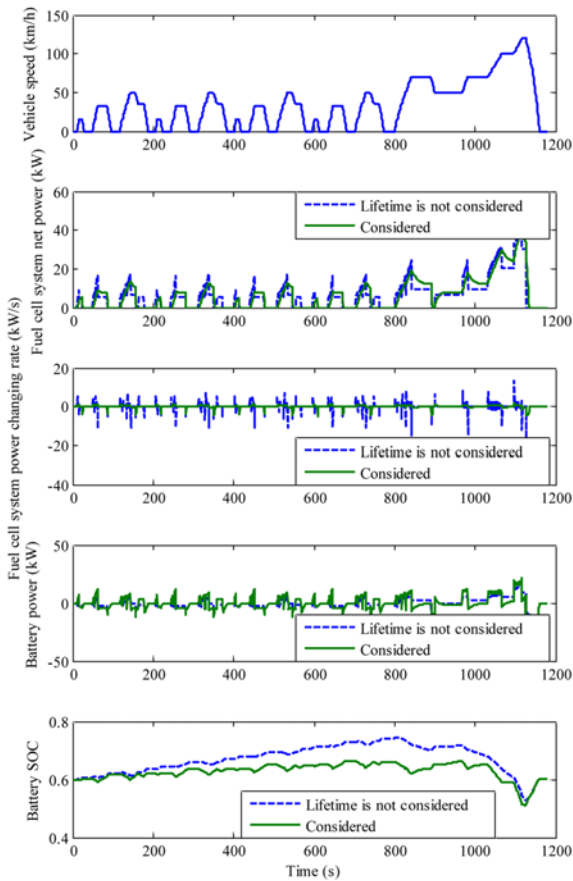 Vehicle speed (km/h)
150
100
50
0
0 200 400 600 800 1000 1200
Fuel cell system net power (kW)
60
40
20
0
Lifetime is not considered
Considered
0 200 400 600 800 1000 1200
Fuel cell system power changing rate (kW/s)
20
0
-20
-40
Lifetime is not considered
Considered
0 200 400 600 800 1000 1200
Battery power (kW)
50
0
-50
Lifetime is not considered
Considered
0 200 400 600 800 1000 1200
Battery SOC
0.8
0.6
0.4
Lifetime is not considered
Considered
0 200 400 600 800 1000 1200
Time (s)